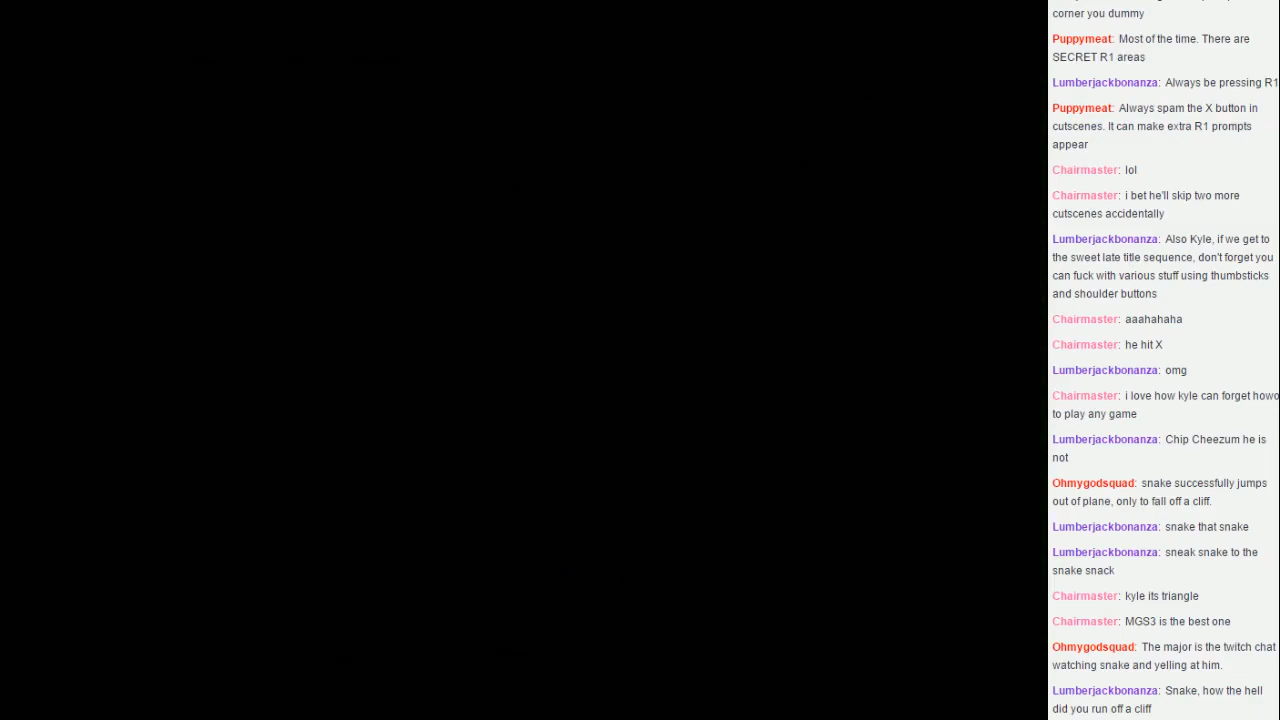 corner you dummy
Puppymeat: Most of the time. There are
SECRET R1 areas
Lumberjackbonanza: Always be pressing R1
Puppymeat: Always spam the X button in
cutscenes. It can make extra R1 prompts
appear
Chairmaster: lol
Chairmaster: i bet he'll skip two more
cutscenes accidentally
Lumberjackbonanza: Also Kyle, if we get to
the sweet late title sequence, don't forget you
can fuck with various stuff using thumbsticks
and shoulder buttons
Chairmaster: aaahahaha
Chairmaster: he hit X
Lumberjackbonanza: omg
Chairmaster: i love how kyle can forget howo
to play any game
Lumberjackbonanza: Chip Cheezum he is
not
Ohmygodsquad: snake successfully jumps
out of plane, only to fall off a cliff.
Lumberjackbonanza: snake that snake
Lumberjackbonanza: sneak snake to the
snake snack
Chairmaster: kyle its triangle
Chairmaster: MGS3 is the best one
Ohmygodsquad: The major is the twitch chat
watching snake and yelling at him.
Lumberjackbonanza: Snake, how the hell
did you run off a cliff